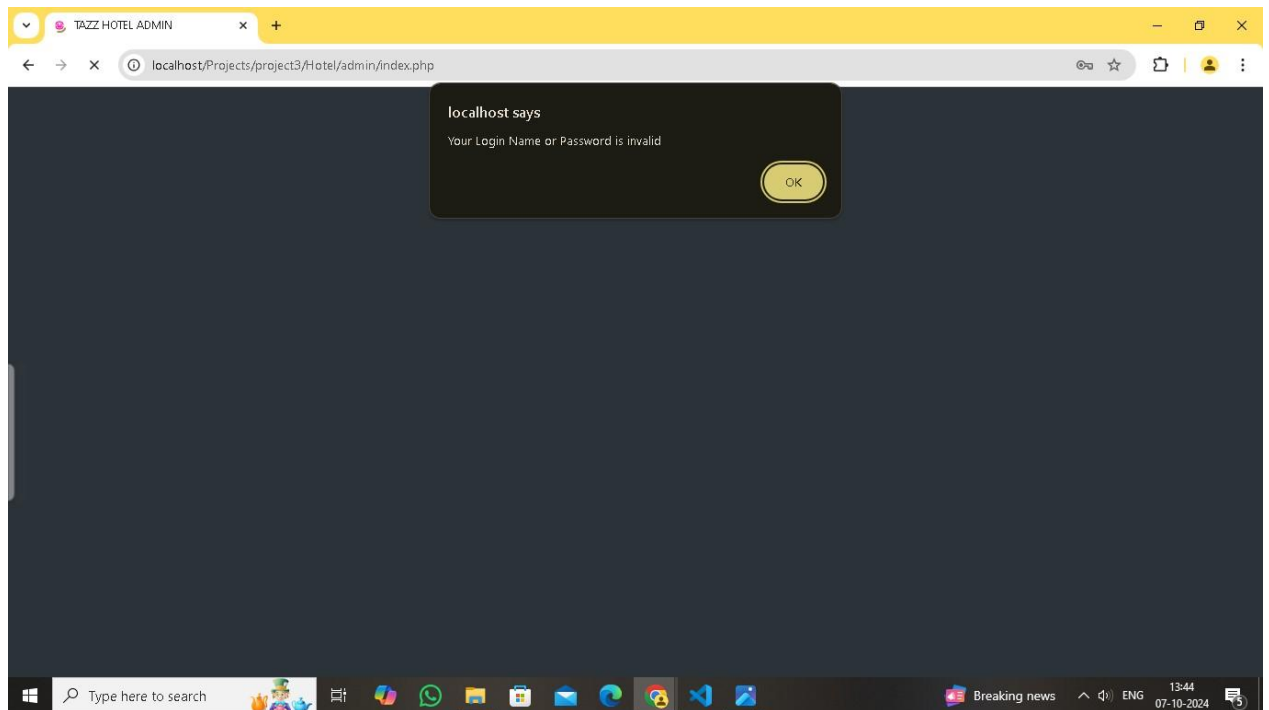 TAZZ HOTEL ADMIN
localhost/Projects/project3/Hotel/admin/index.php
localhost says
Your Login Name or Password is invalid
OK
Type here to search
Breaking news
ENG
13:44
07-10-2024
5